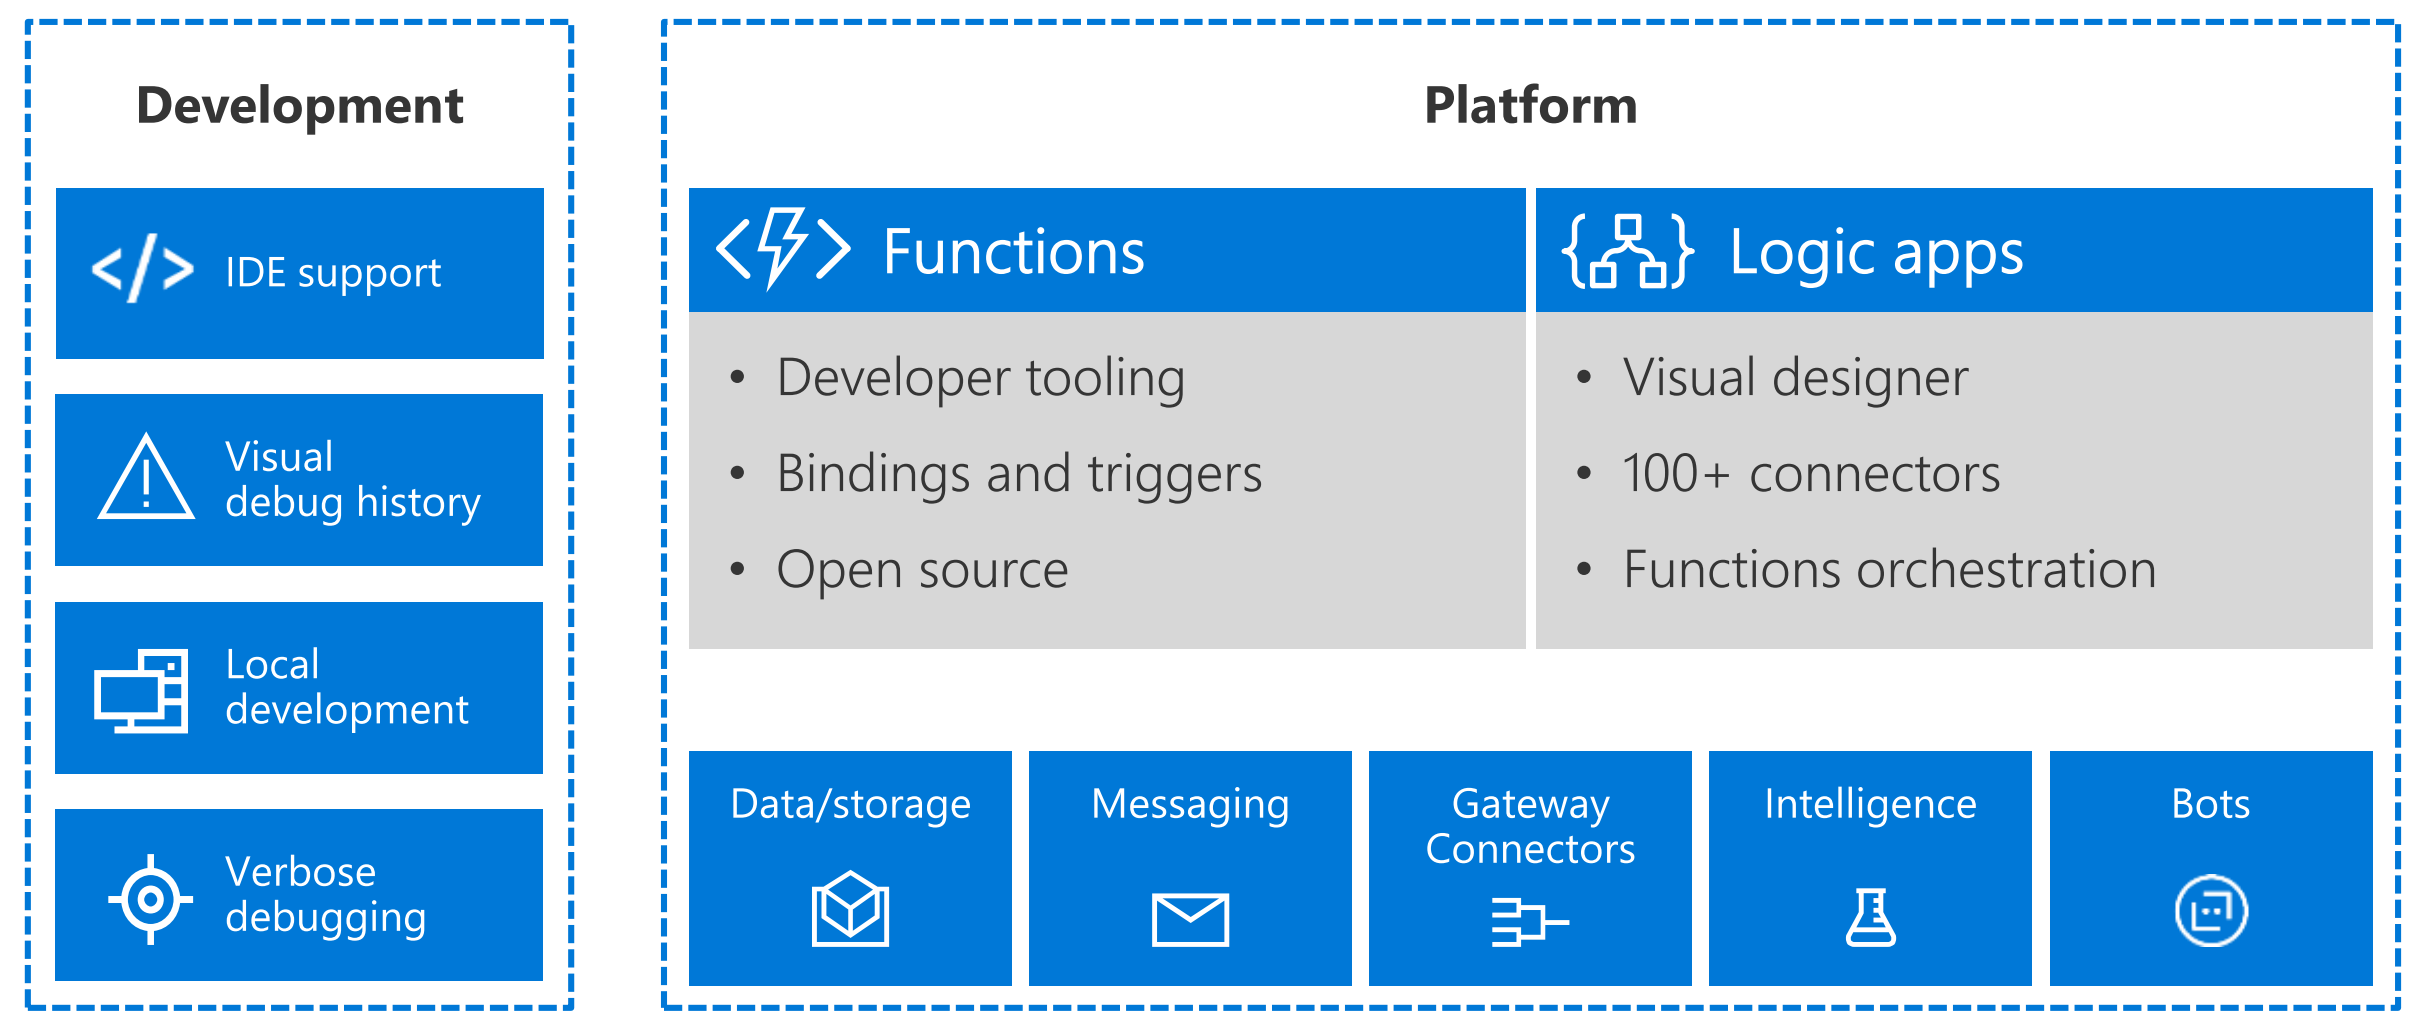 Development
IDE support
Visual
debug history
Local
development
Verbose
debugging
Platform
Functions
• Developer tooling
• Bindings and triggers
• Open source
Logic apps
• Visual designer
• 100+ connectors
• Functions orchestration
Data/storage
Messaging
Gateway
Connectors
Intelligence
Bots